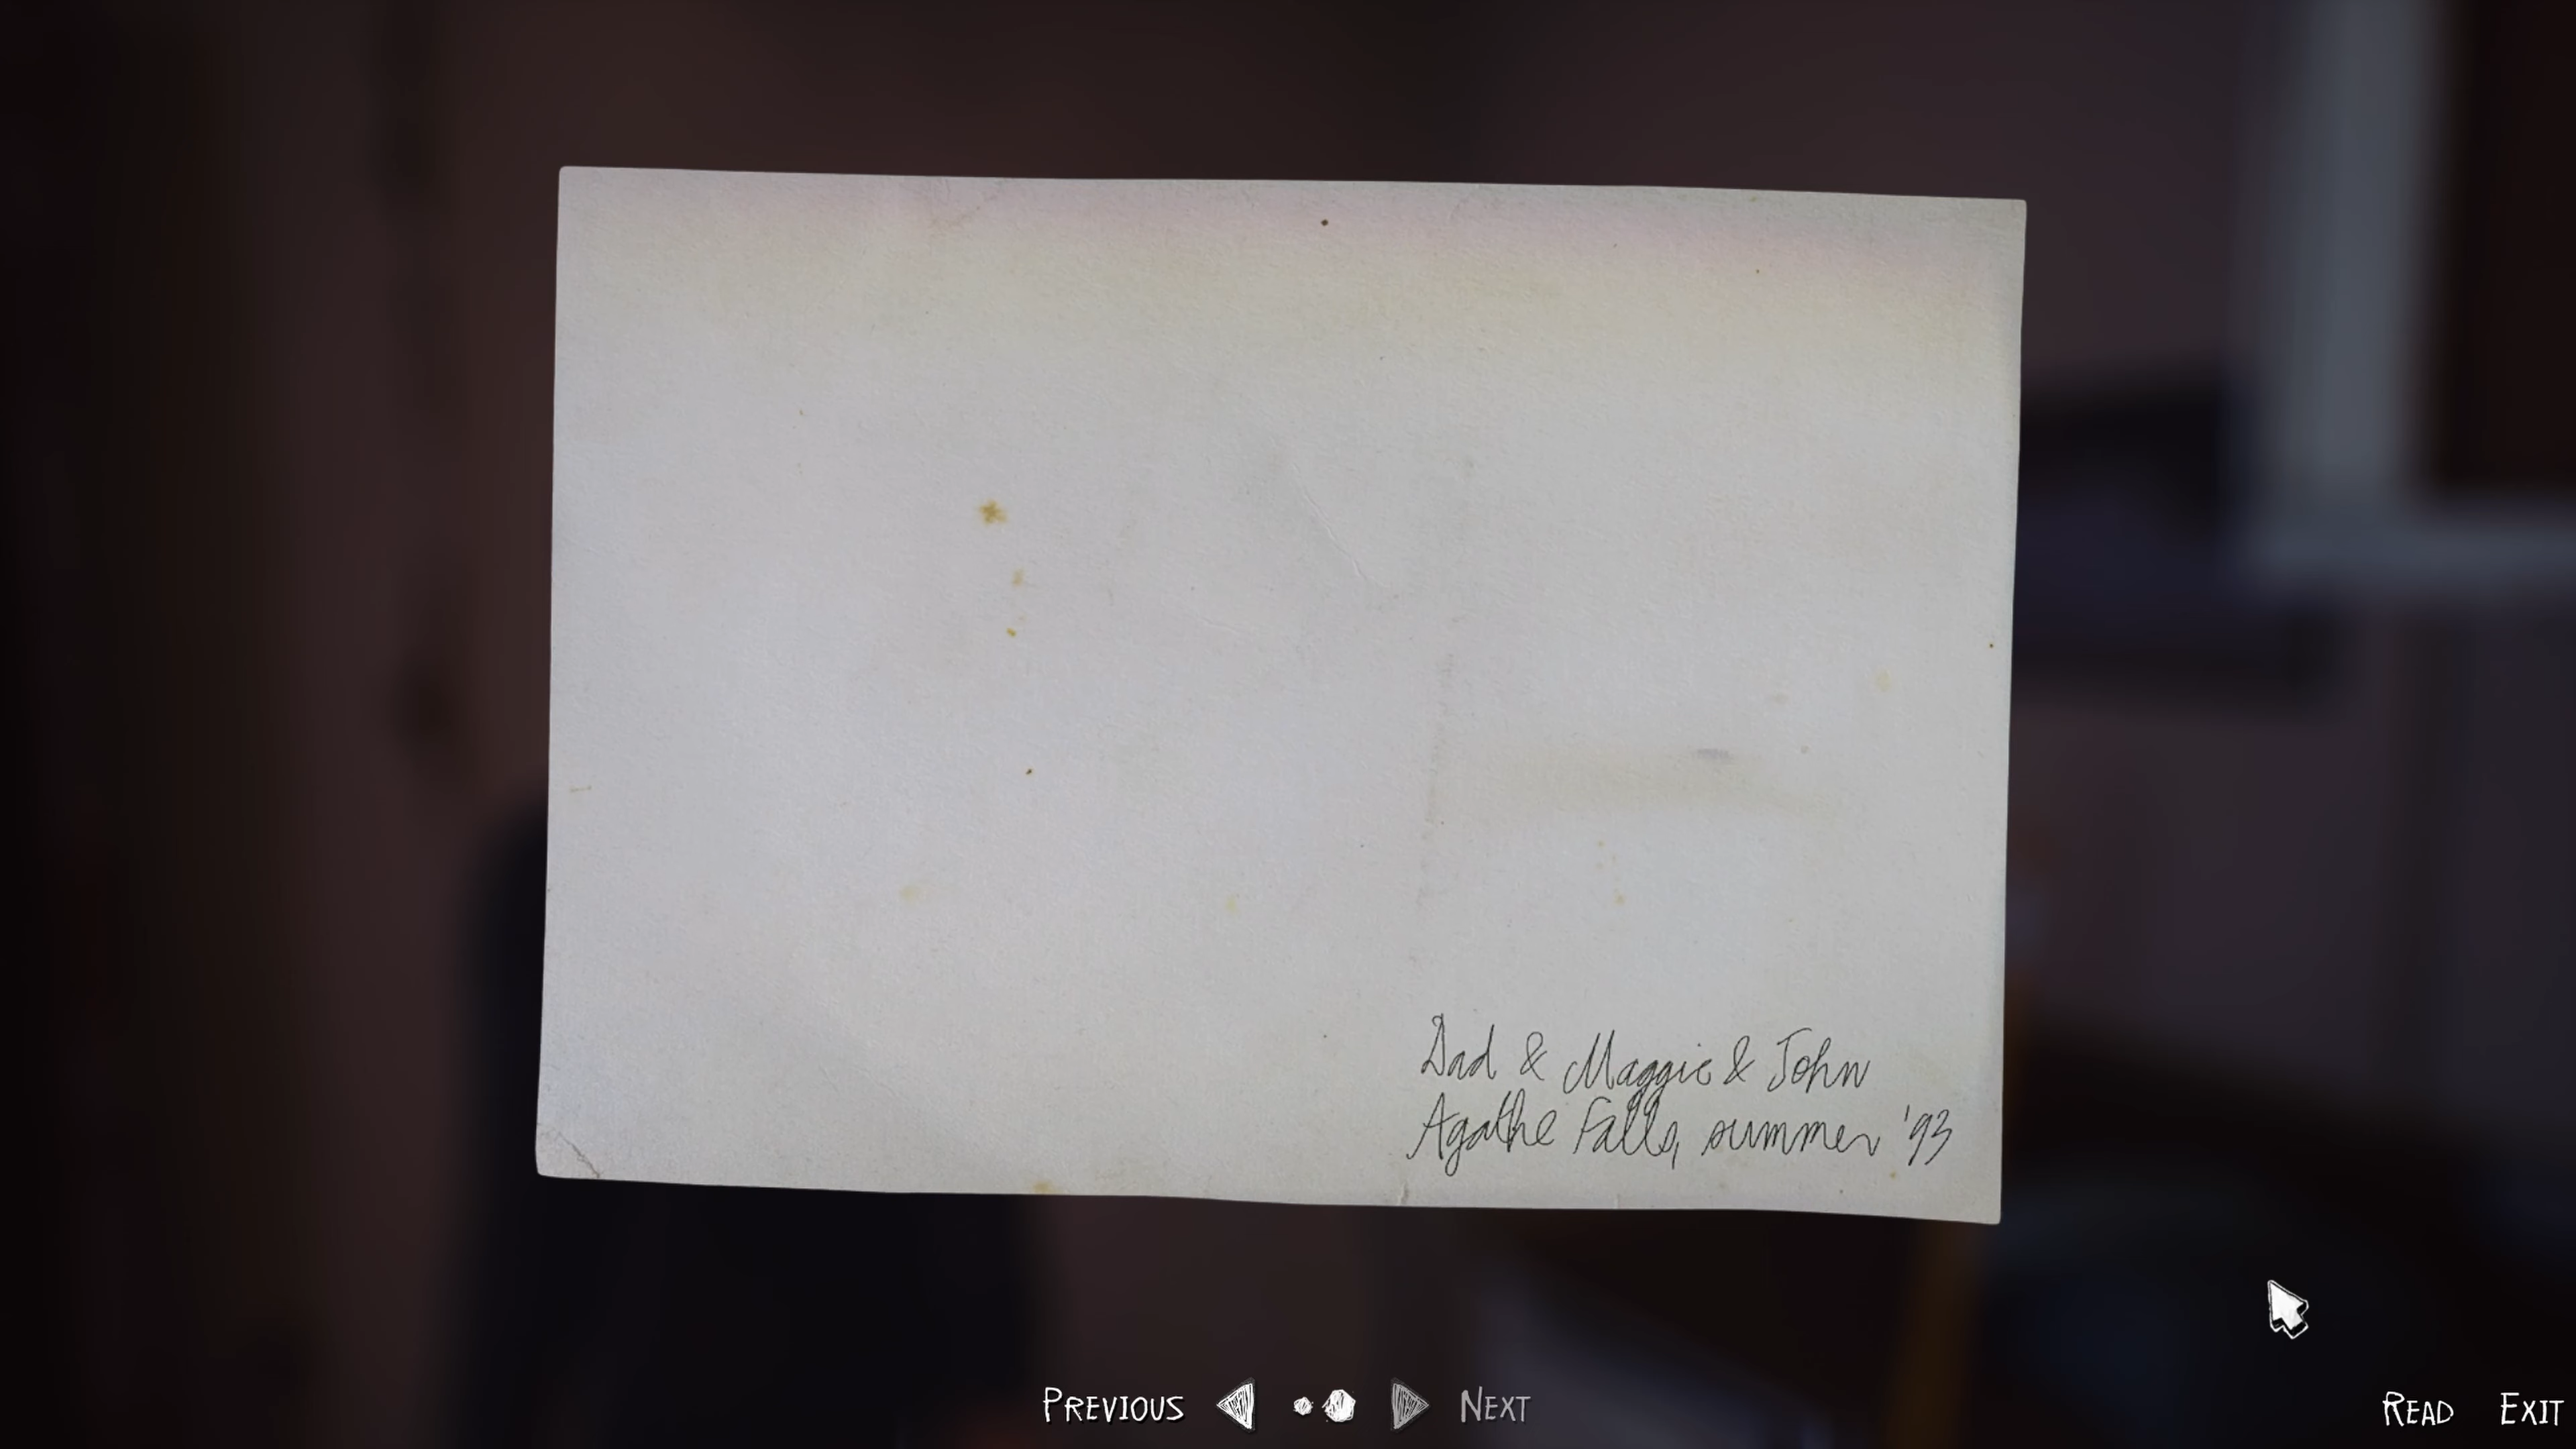 Dad & Maggie & John
Agathe Falls, summer '93
PREVIOUS NEXT
READ EXIT